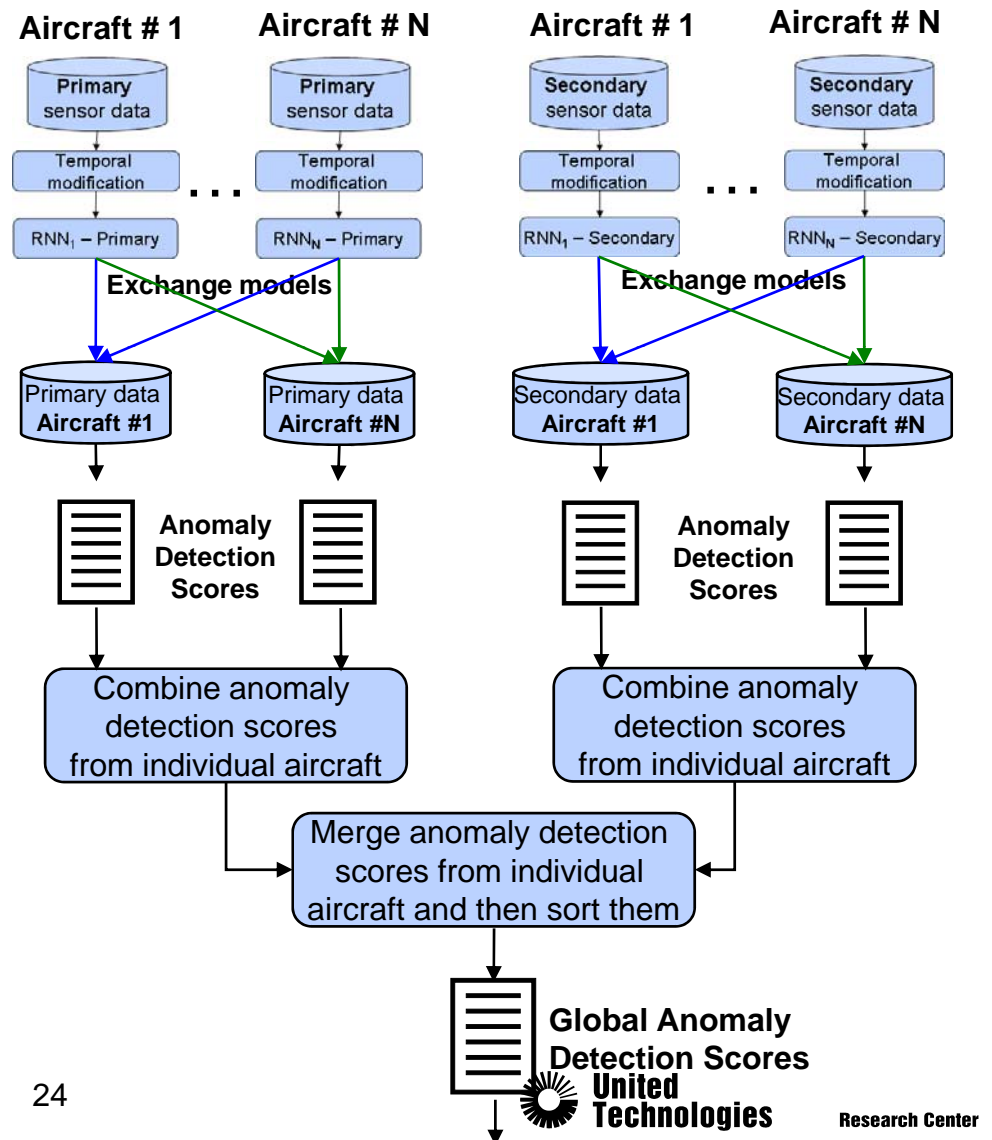 Aircraft # 1
Aircraft # N
Aircraft # 1
Aircraft # N
Primary
sensor data
Primary
sensor data
Secondary
sensor data
Secondary
sensor data
Temporal
modification
Temporal
modification
Temporal
modification
Temporal
modification
. . .
. . .
RNN₁ – Primary
RNN_N – Primary
RNN₁ – Secondary
RNN_N – Secondary
Exchange models
Exchange models
Primary data
Aircraft #1
Primary data
Aircraft #N
Secondary data
Aircraft #1
Secondary data
Aircraft #N
Anomaly
Detection
Scores
Anomaly
Detection
Scores
Combine anomaly
detection scores
from individual aircraft
Combine anomaly
detection scores
from individual aircraft
Merge anomaly detection
scores from individual
aircraft and then sort them
Global Anomaly
Detection Scores
24
United
Technologies
Research Center